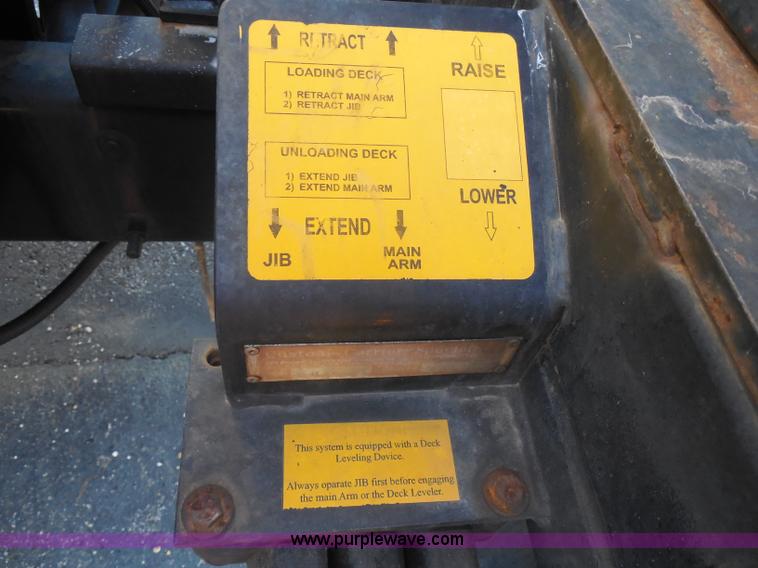 RETRACT
LOADING DECK
1) RETRACT MAIN ARM
2) RETRACT JIB
RAISE
UNLOADING DECK
1) EXTEND JIB
2) EXTEND MAIN ARM
LOWER
EXTEND
JIB
MAIN
ARM
This system is equipped with a Deck
Leveling Device.
Always oparate JIB first before engaging
the main Arm or the Deck Leveler.
www.purplewave.com